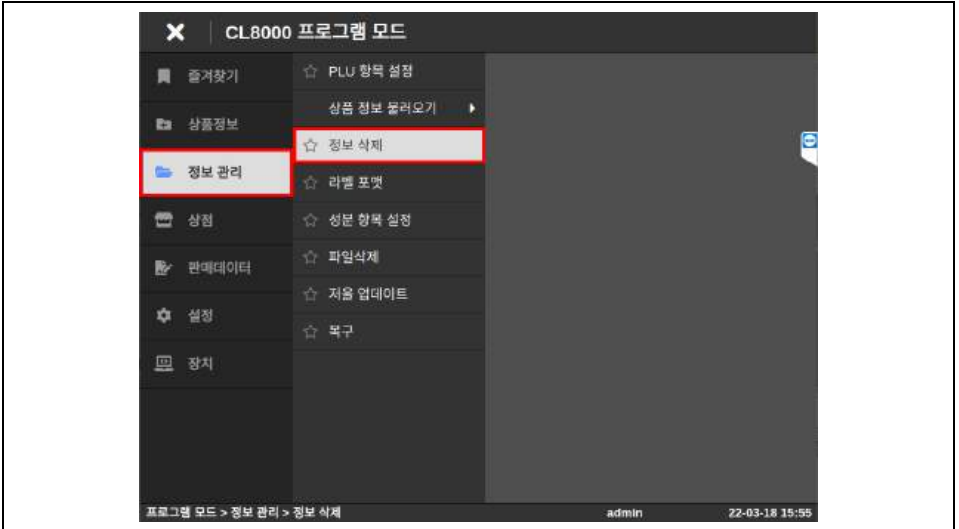 CL8000 프로그램 모드
즐겨찾기
상품정보
정보 관리
상점
판매데이터
설정
장치
PLU 항목 설정
상품 정보 물러오기
정보 삭제
라벨 포맷
성분 항목 설정
파일삭제
저울 업데이트
복구
프로그램 모드 > 정보 관리 > 정보 삭제
admin
22-03-18 15:55